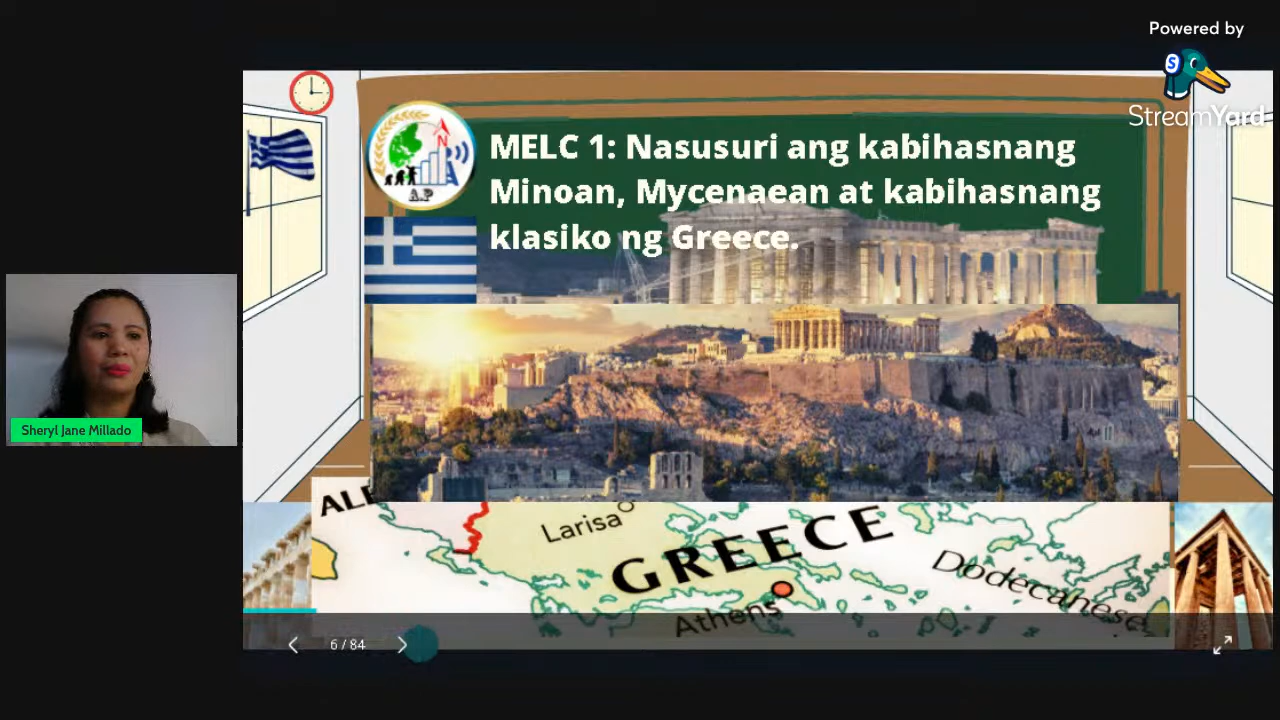 Powered by
StreamYard
MELC 1: Nasusuri ang kabihasnang
Minoan, Mycenaean at kabihasnang
klasiko ng Greece.
N
A.P
Sheryl Jane Millado
ALB
Larisa
GREECE
Athens
Dodecanese
6 / 84